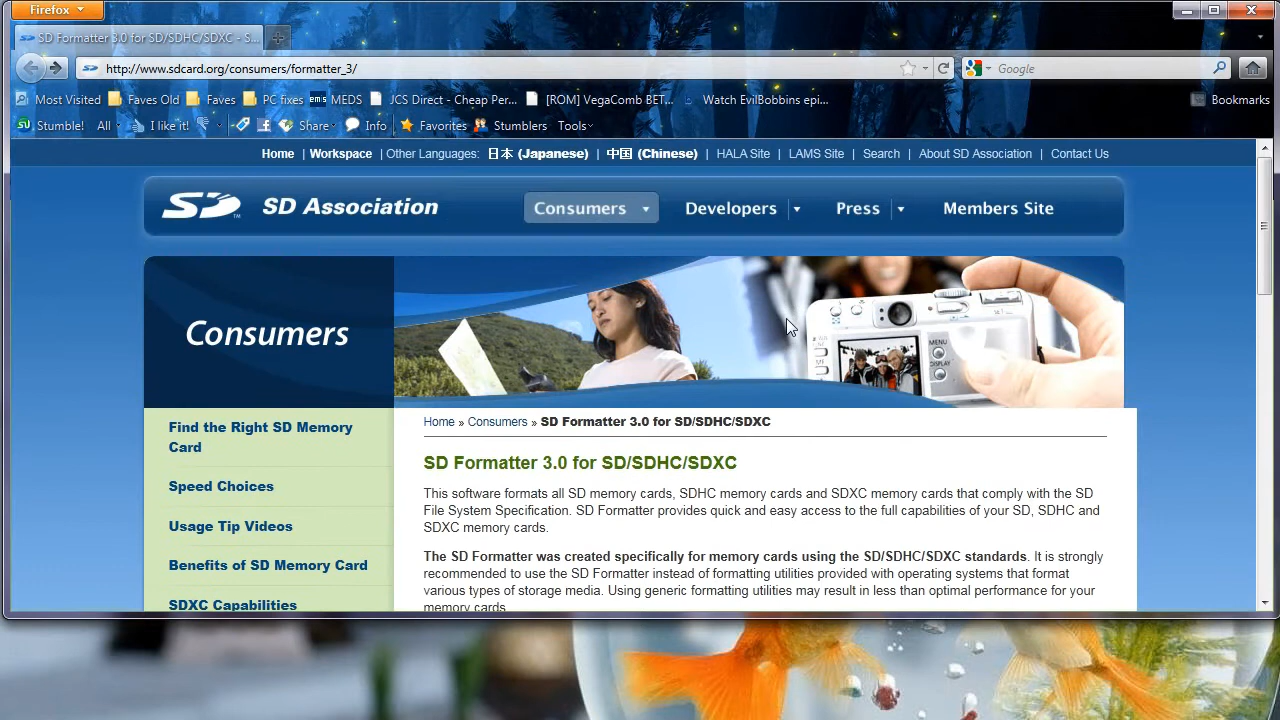 Firefox
SD Formatter 3.0 for SD/SDHC/SDXC - S...
http://www.sdcard.org/consumers/formatter_3/
Google
Most Visited Faves Old Faves PC fixes emis MEDS JCS Direct - Cheap Per... [ROM] VegaComb BET... Watch EvilBobbins epi... Bookmarks
Stumble! All I like it! Share Info Favorites Stumblers Tools
Home | Workspace | Other Languages: 日本 (Japanese) | 中国 (Chinese) | HALA Site | LAMS Site | Search | About SD Association | Contact Us
SD TM SD Association Consumers Developers Press Members Site
Consumers
MENU
DISPLAY
Find the Right SD Memory
Card
Speed Choices
Usage Tip Videos
Benefits of SD Memory Card
SDXC Capabilities
Home » Consumers » SD Formatter 3.0 for SD/SDHC/SDXC
SD Formatter 3.0 for SD/SDHC/SDXC
This software formats all SD memory cards, SDHC memory cards and SDXC memory cards that comply with the SD
File System Specification. SD Formatter provides quick and easy access to the full capabilities of your SD, SDHC and
SDXC memory cards.
The SD Formatter was created specifically for memory cards using the SD/SDHC/SDXC standards. It is strongly
recommended to use the SD Formatter instead of formatting utilities provided with operating systems that format
various types of storage media. Using generic formatting utilities may result in less than optimal performance for your
memory cards.